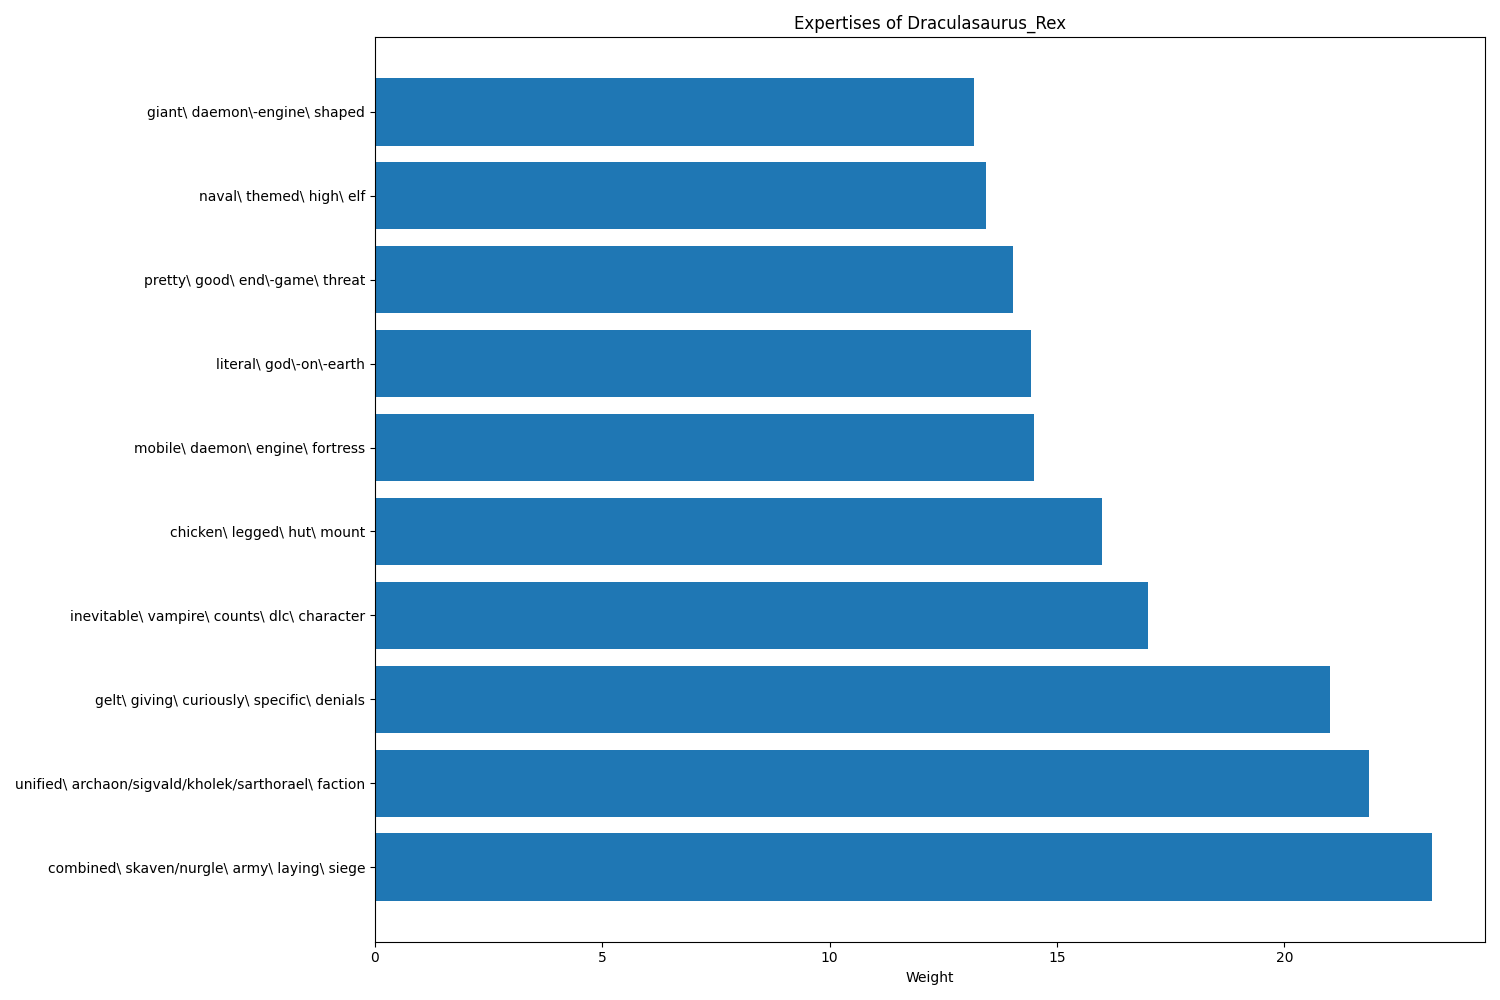 Expertises of Draculasaurus_Rex
giant\ daemon\-engine\ shaped
naval\ themed\ high\ elf
pretty\ good\ end\-game\ threat
literal\ god\-on\-earth
mobile\ daemon\ engine\ fortress
chicken\ legged\ hut\ mount
inevitable\ vampire\ counts\ dlc\ character
gelt\ giving\ curiously\ specific\ denials
unified\ archaon/sigvald/kholek/sarthorael\ faction
combined\ skaven/nurgle\ army\ laying\ siege
0 5 10 15 20
Weight